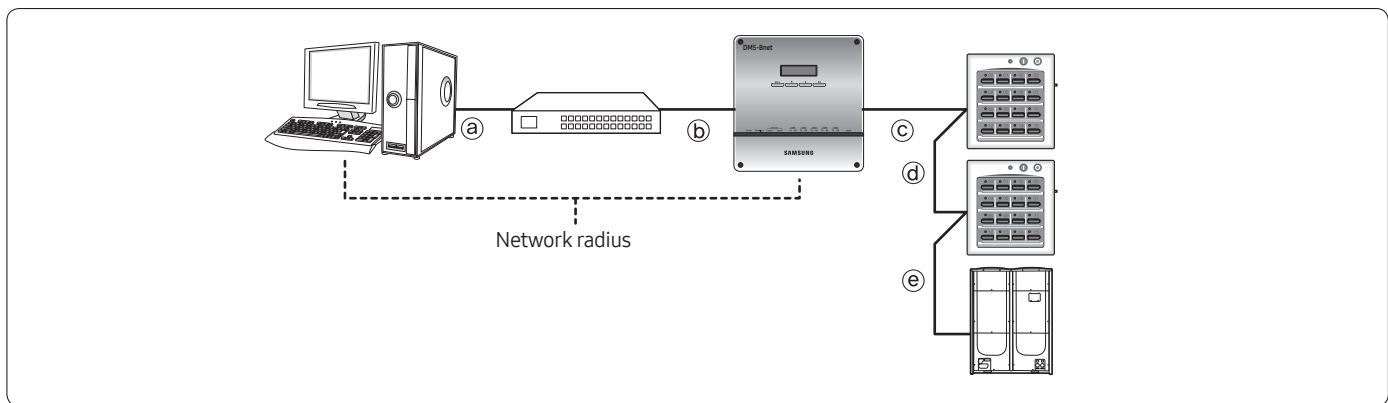 DMS-Bnet
SAMSUNG
ⓐ
ⓑ
ⓒ
ⓓ
ⓔ
Network radius